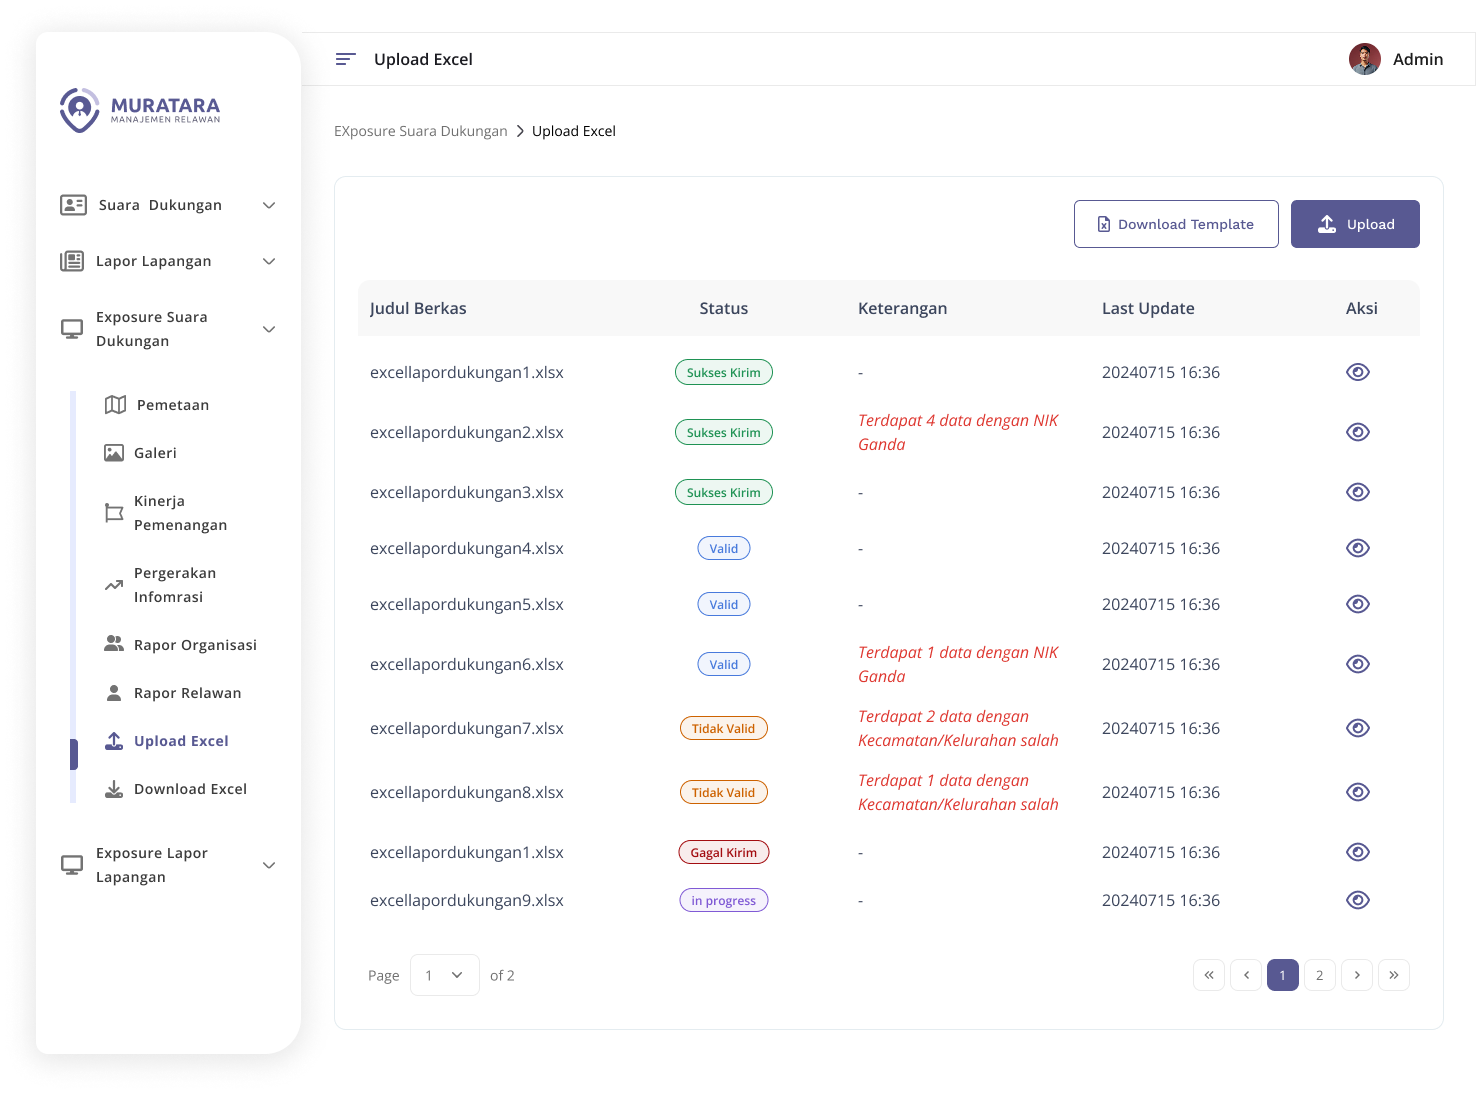 MURATARA
MANAJEMEN RELAWAN
Suara Dukungan
Lapor Lapangan
Exposure Suara
Dukungan
Pemetaan
Galeri
Kinerja
Pemenangan
Pergerakan
Infomrasi
Rapor Organisasi
Rapor Relawan
Upload Excel
Download Excel
Exposure Lapor
Lapangan
Upload Excel
Admin
EXposure Suara Dukungan > Upload Excel
Download Template
Upload
Judul Berkas Status Keterangan Last Update Aksi
excellapordukungan1.xlsx Sukses Kirim - 20240715 16:36
excellapordukungan2.xlsx Sukses Kirim Terdapat 4 data dengan NIK
Ganda 20240715 16:36
excellapordukungan3.xlsx Sukses Kirim - 20240715 16:36
excellapordukungan4.xlsx Valid - 20240715 16:36
excellapordukungan5.xlsx Valid - 20240715 16:36
excellapordukungan6.xlsx Valid Terdapat 1 data dengan NIK
Ganda 20240715 16:36
excellapordukungan7.xlsx Tidak Valid Terdapat 2 data dengan
Kecamatan/Kelurahan salah 20240715 16:36
excellapordukungan8.xlsx Tidak Valid Terdapat 1 data dengan
Kecamatan/Kelurahan salah 20240715 16:36
excellapordukungan1.xlsx Gagal Kirim - 20240715 16:36
excellapordukungan9.xlsx in progress - 20240715 16:36
Page 1 of 2
« ‹ 1 2 › »